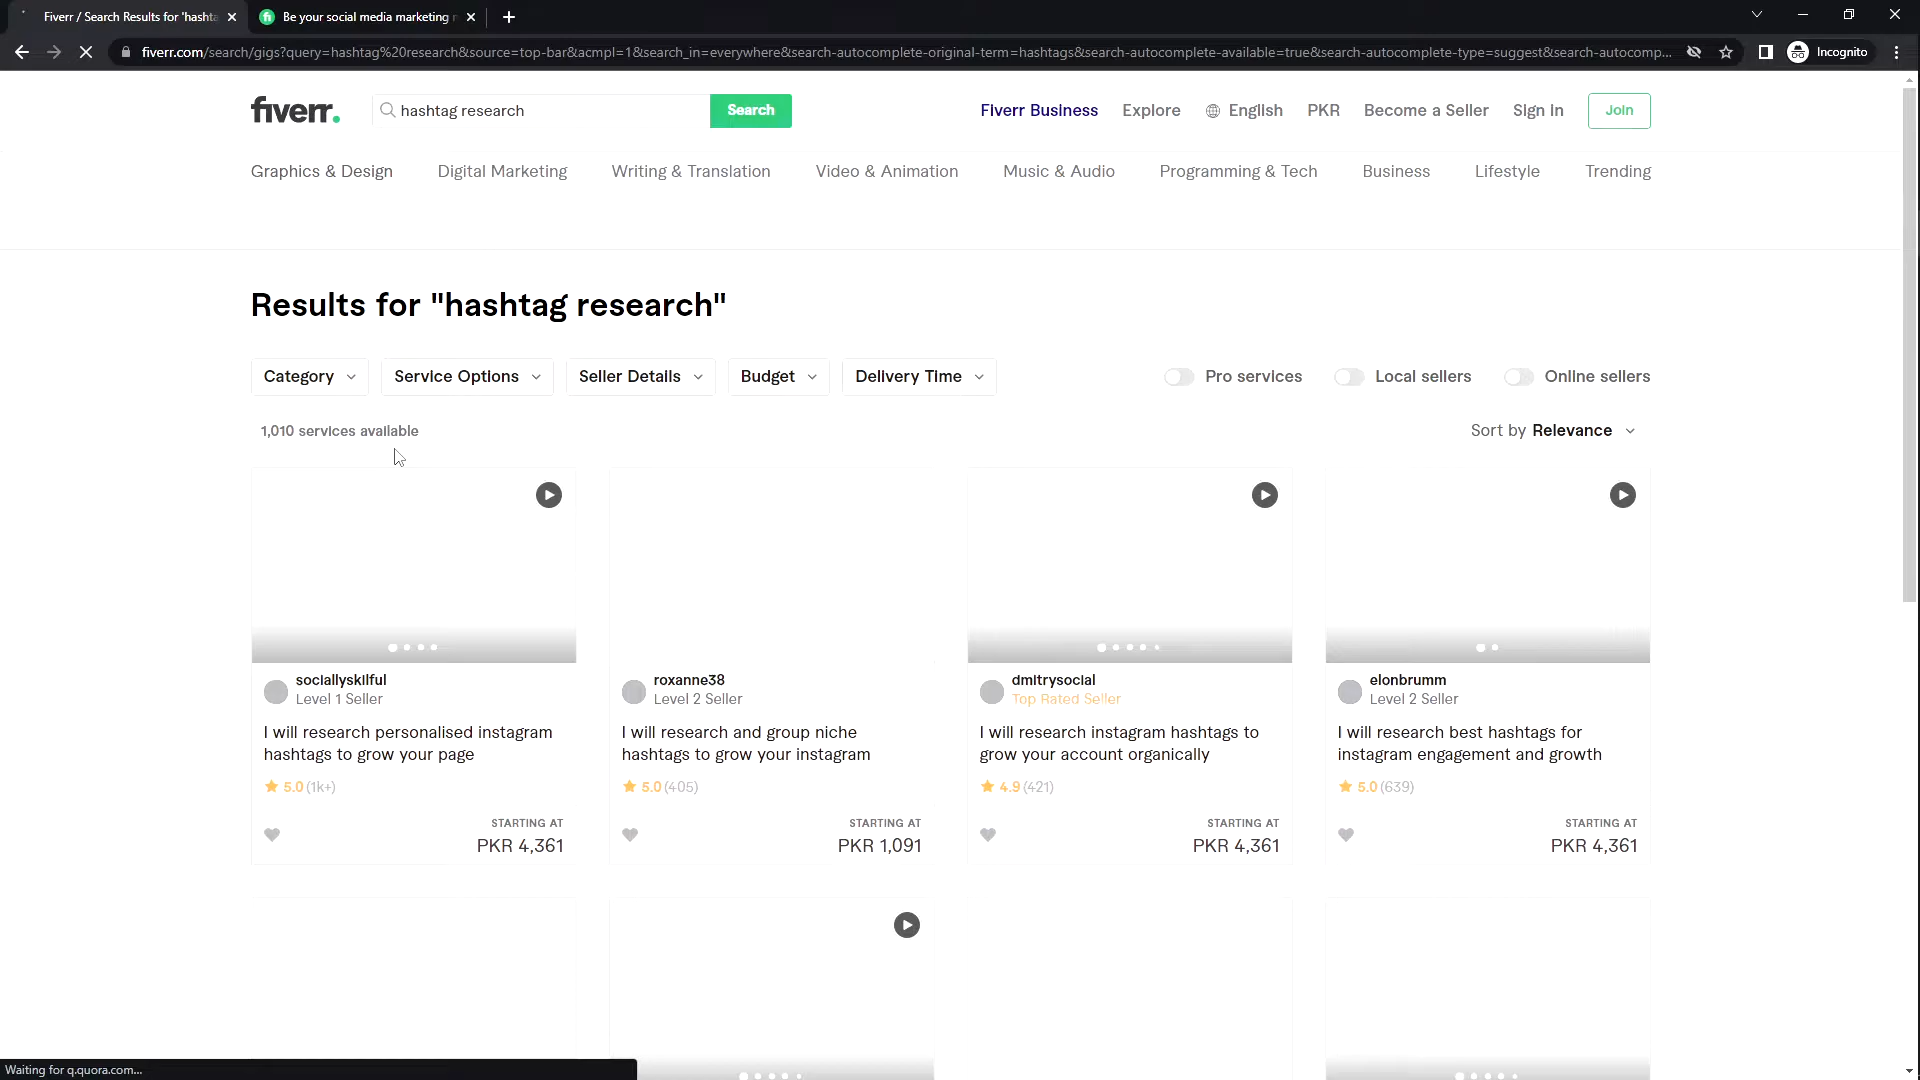 Fiverr / Search Results for 'hashta
Be your social media marketing
fiverr.com/search/gigs?query=hashtag%20research&source=top-bar&acmpl=1&search_in=everywhere&search-autocomplete-original-term=hashtags&search-autocomplete-available=true&search-autocomplete-type=suggest&search-autocomp...
Incognito
fiverr.
hashtag research
Search
Fiverr Business
Explore
English
PKR
Become a Seller
Sign In
Join
Graphics & Design
Digital Marketing
Writing & Translation
Video & Animation
Music & Audio
Programming & Tech
Business
Lifestyle
Trending
Results for "hashtag research"
Category
Service Options
Seller Details
Budget
Delivery Time
Pro services
Local sellers
Online sellers
1,010 services available
Sort by Relevance
sociallyskilful
Level 1 Seller
I will research personalised instagram
hashtags to grow your page
5.0 (1k+)
STARTING AT
PKR 4,361
roxanne38
Level 2 Seller
I will research and group niche
hashtags to grow your instagram
5.0 (405)
STARTING AT
PKR 1,091
dmitrysocial
Top Rated Seller
I will research instagram hashtags to
grow your account organically
4.9 (421)
STARTING AT
PKR 4,361
elonbrumm
Level 2 Seller
I will research best hashtags for
instagram engagement and growth
5.0 (639)
STARTING AT
PKR 4,361
Waiting for q.quora.com...